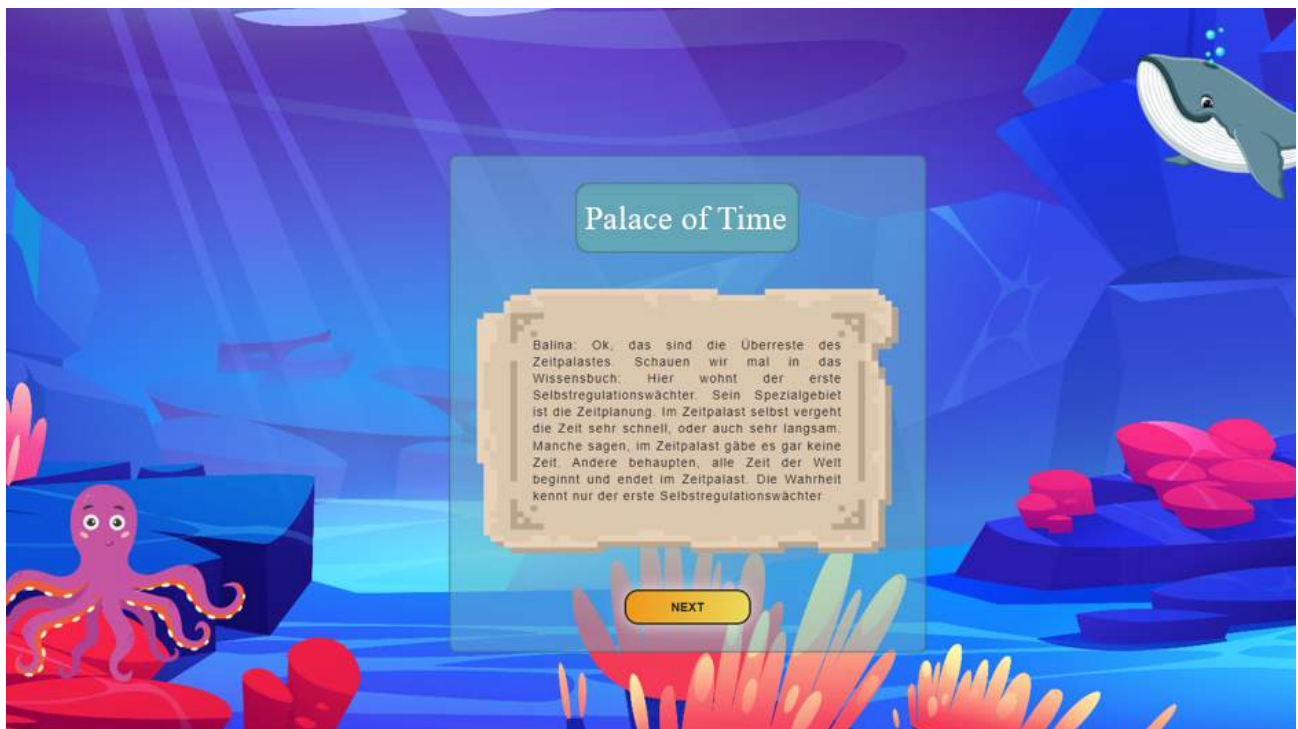 Palace of Time
Balina: Ok, das sind die Überreste des
Zeitpalastes. Schauen wir mal in das
Wissensbuch: Hier wohnt der erste
Selbstregulationswächter. Sein Spezialgebiet
ist die Zeitplanung. Im Zeitpalast selbst vergeht
die Zeit sehr schnell, oder auch sehr langsam.
Manche sagen, im Zeitpalast gäbe es gar keine
Zeit. Andere behaupten, alle Zeit der Welt
beginnt und endet im Zeitpalast. Die Wahrheit
kennt nur der erste Selbstregulationswächter
NEXT